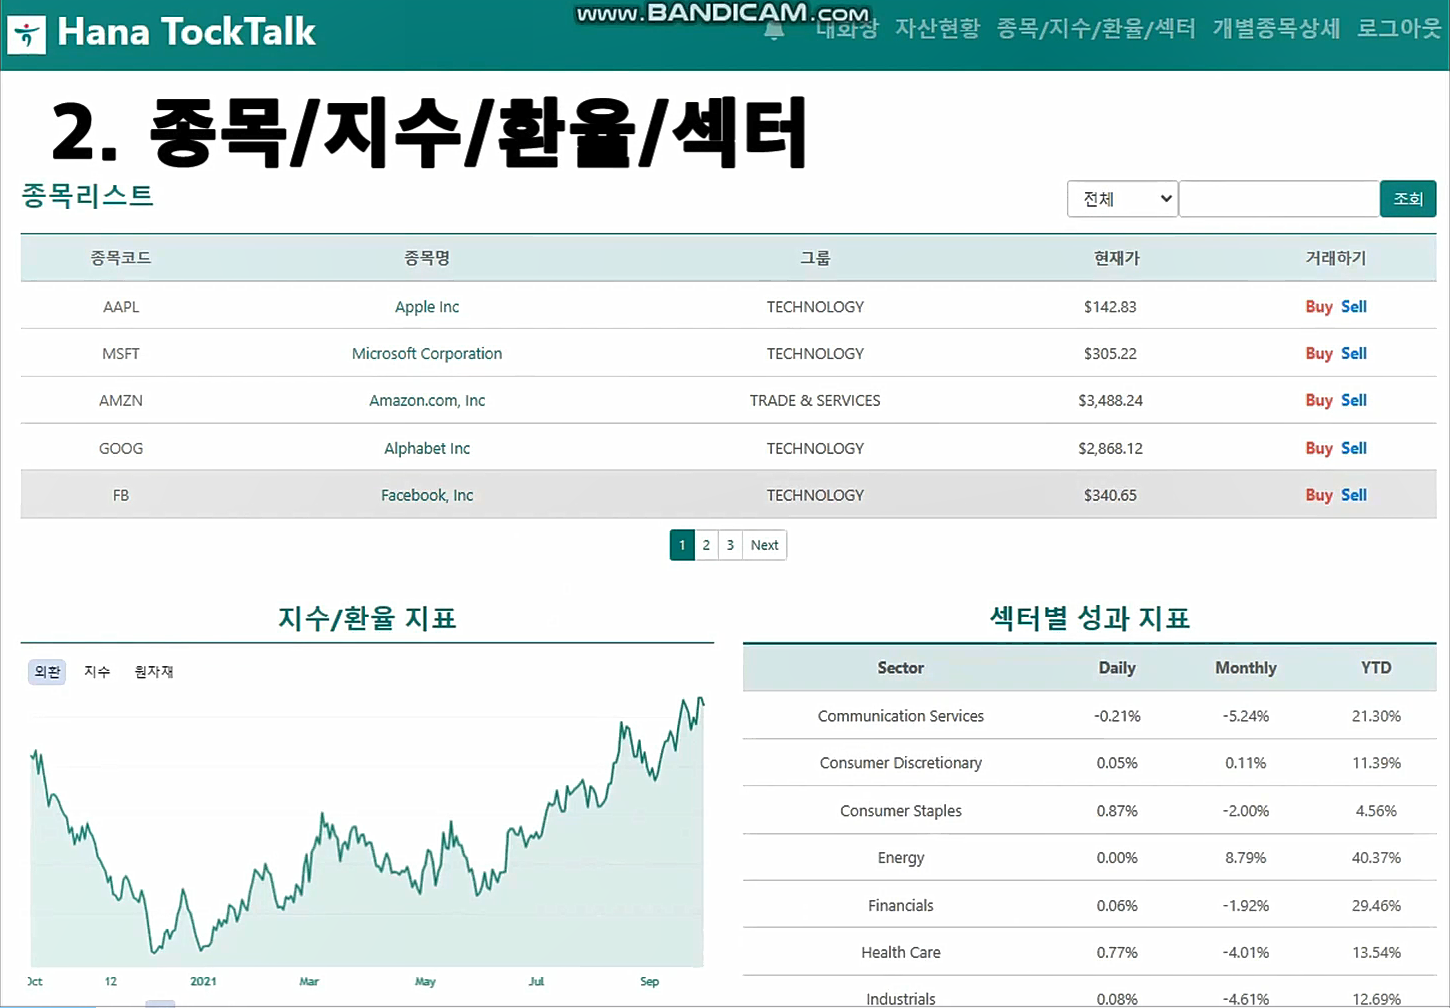 www.BANDICAM.com
Hana TockTalk
대화창 자산현황 종목/지수/환율/섹터 개별종목상세 로그아웃
2. 종목/지수/환율/섹터
종목리스트
전체 조회
종목코드 종목명 그룹 현재가 거래하기
AAPL Apple Inc TECHNOLOGY $142.83 Buy Sell
MSFT Microsoft Corporation TECHNOLOGY $305.22 Buy Sell
AMZN Amazon.com, Inc TRADE & SERVICES $3,488.24 Buy Sell
GOOG Alphabet Inc TECHNOLOGY $2,868.12 Buy Sell
FB Facebook, Inc TECHNOLOGY $340.65 Buy Sell
1 2 3 Next
지수/환율 지표
외환 지수 원자재
Oct 12 2021 Mar May Jul Sep
섹터별 성과 지표
Sector Daily Monthly YTD
Communication Services -0.21% -5.24% 21.30%
Consumer Discretionary 0.05% 0.11% 11.39%
Consumer Staples 0.87% -2.00% 4.56%
Energy 0.00% 8.79% 40.37%
Financials 0.06% -1.92% 29.46%
Health Care 0.77% -4.01% 13.54%
Industrials 0.08% -4.61% 12.69%